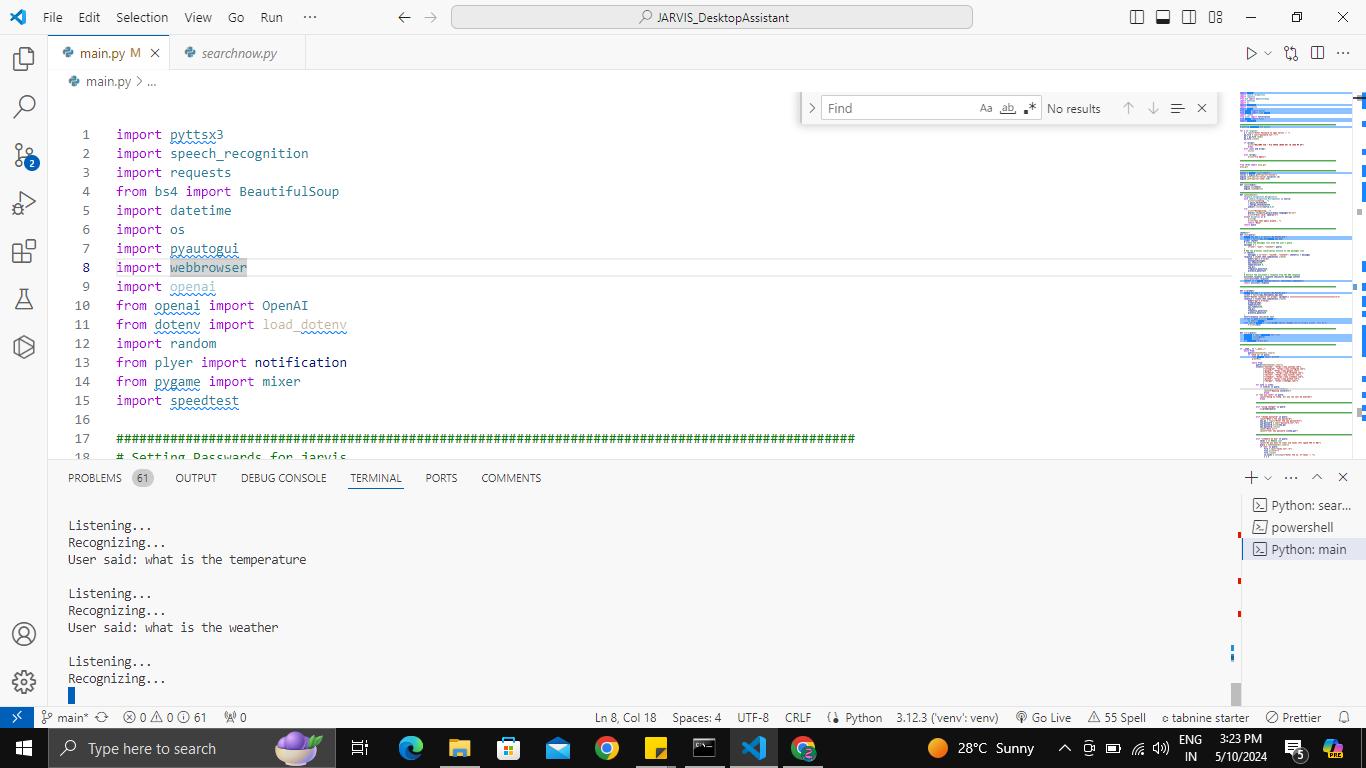 File Edit Selection View Go Run ... JARVIS_DesktopAssistant
main.py M searchnow.py
main.py > ...
Find Aa ab .* No results
1 import pyttsx3
2 import speech_recognition
3 import requests
4 from bs4 import BeautifulSoup
5 import datetime
6 import os
7 import pyautogui
8 import webbrowser
9 import openai
10 from openai import OpenAI
11 from dotenv import load_dotenv
12 import random
13 from plyer import notification
14 from pygame import mixer
15 import speedtest
16
17 ################################################################################################
18 # Setting Passwards for jarvis
PROBLEMS 61 OUTPUT DEBUG CONSOLE TERMINAL PORTS COMMENTS
Listening...
Recognizing...
User said: what is the temperature
Listening...
Recognizing...
User said: what is the weather
Listening...
Recognizing...
Python: sear...
powershell
Python: main
2
main* 0 0 61 0 Ln 8, Col 18 Spaces: 4 UTF-8 CRLF Python 3.12.3 ('venv': venv) Go Live 55 Spell tabnine starter Prettier
Type here to search 28°C Sunny ENG IN 3:23 PM 5/10/2024 5 PRE